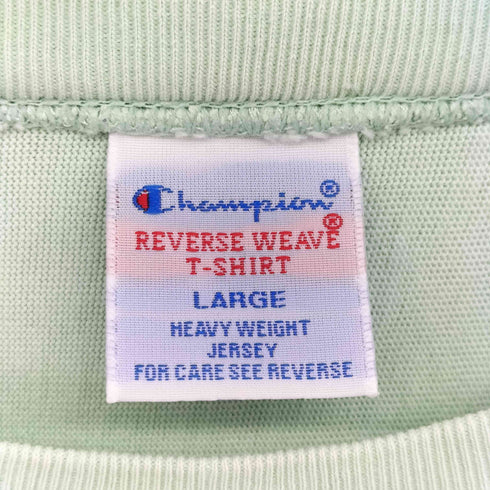 Champion®
REVERSE WEAVE®
T-SHIRT
LARGE
HEAVY WEIGHT
JERSEY
FOR CARE SEE REVERSE